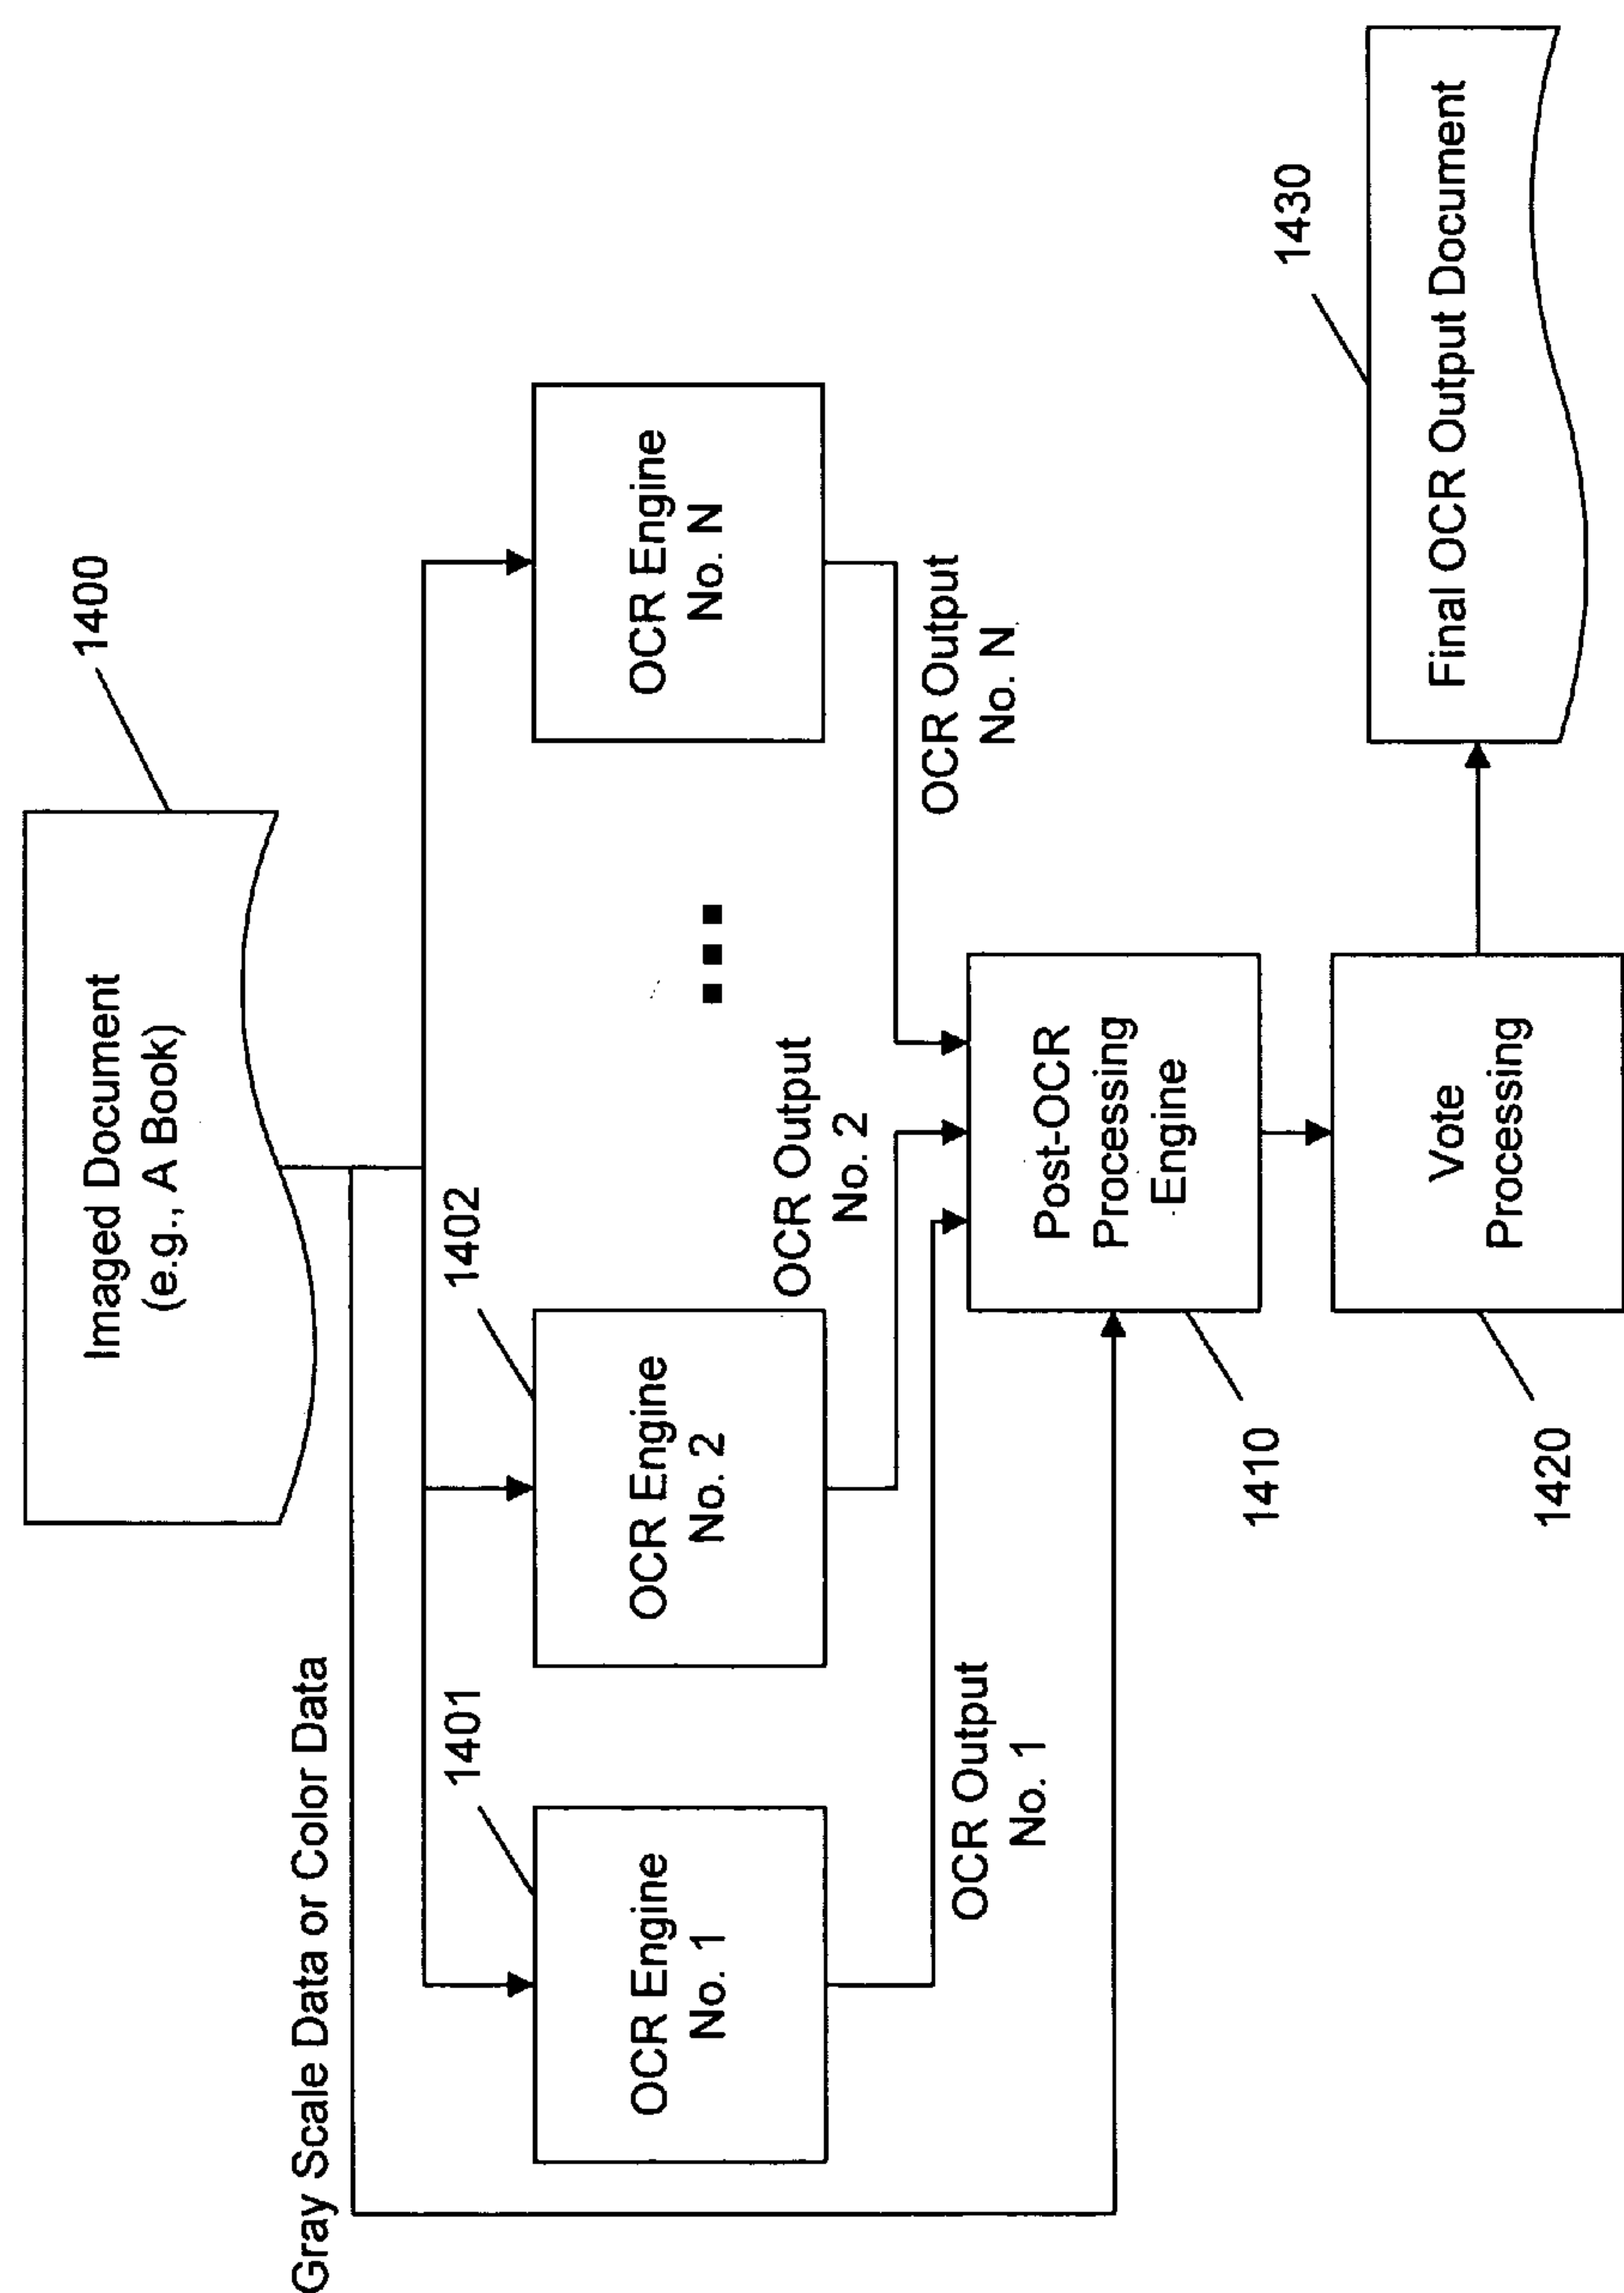 1400
Imaged Document
(e.g., A Book)
Gray Scale Data or Color Data
1401
1402
OCR Engine
No. 1
OCR Engine
No. 2
OCR Engine
No. N
OCR Output
No. 1
OCR Output
No. 2
OCR Output
No. N
Post-OCR
Processing
Engine
1410
Vote
Processing
1420
1430
Final OCR Output Document